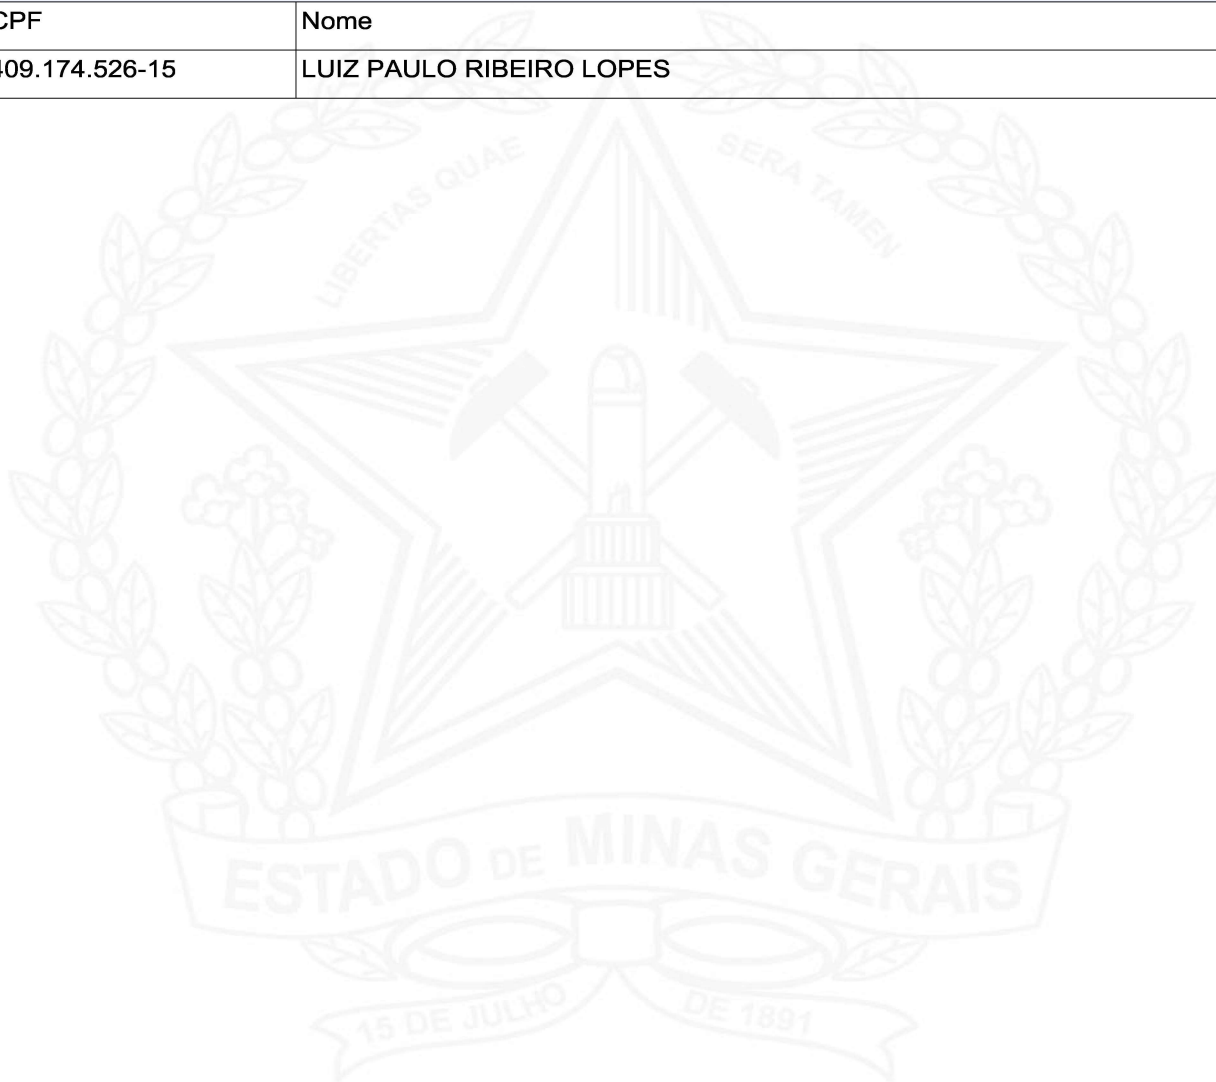 CPF Nome
409.174.526-15 LUIZ PAULO RIBEIRO LOPES
LIBERTAS QUAE SERA TAMEN
ESTADO DE MINAS GERAIS
15 DE JULHO DE 1891